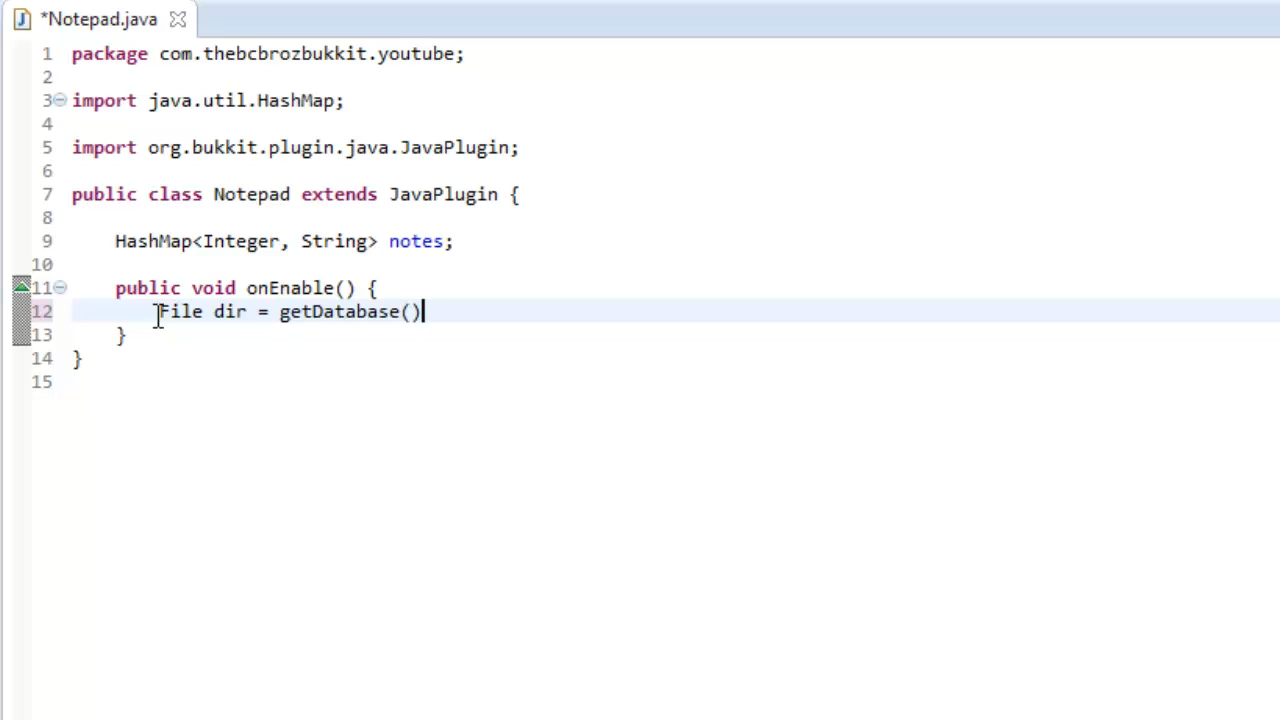 *Notepad.java
1 package com.thebcbrozbukkit.youtube;
2
3 import java.util.HashMap;
4
5 import org.bukkit.plugin.java.JavaPlugin;
6
7 public class Notepad extends JavaPlugin {
8
9 HashMap<Integer, String> notes;
10
11 public void onEnable() {
12 File dir = getDatabase()
13 }
14 }
15